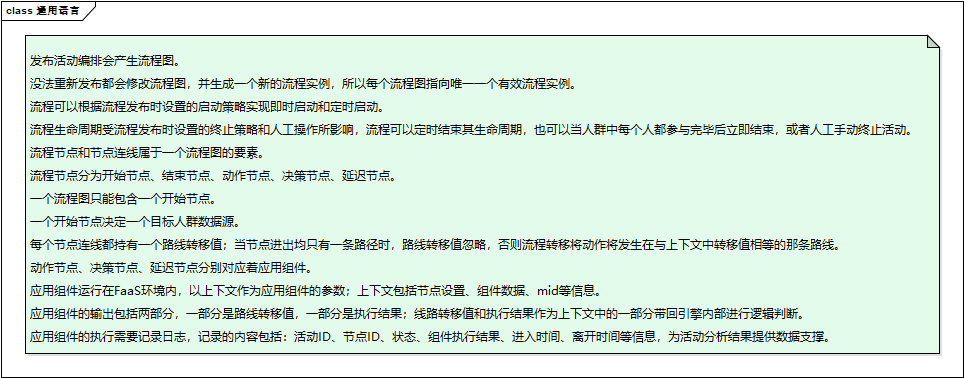 class 通用语言
发布活动编排会产生流程图。
没法重新发布都会修改流程图，并生成一个新的流程实例，所以每个流程图指向唯一一个有效流程实例。
流程可以根据流程发布时设置的启动策略实现即时启动和定时启动。
流程生命周期受流程发布时设置的终止策略和人工操作所影响，流程可以定时结束其生命周期，也可以当人群中每个人都参与完毕后立即结束，或者人工手动终止活动。
流程节点和节点连线属于一个流程图的要素。
流程节点分为开始节点、结束节点、动作节点、决策节点、延迟节点。
一个流程图只能包含一个开始节点。
一个开始节点决定一个目标人群数据源。
每个节点连线都持有一个路线转移值；当节点进出均只有一条路径时，路线转移值忽略，否则流程转移将动作将发生在与上下文中转移值相等的那条路线。
动作节点、决策节点、延迟节点分别对应着应用组件。
应用组件运行在FaaS环境内，以上下文作为应用组件的参数；上下文包括节点设置、组件数据、mid等信息。
应用组件的输出包括两部分，一部分是路线转移值，一部分是执行结果；线路转移值和执行结果作为上下文中的一部分带回引擎内部进行逻辑判断。
应用组件的执行需要记录日志，记录的内容包括：活动ID、节点ID、状态、组件执行结果、进入时间、离开时间等信息，为活动分析结果提供数据支撑。